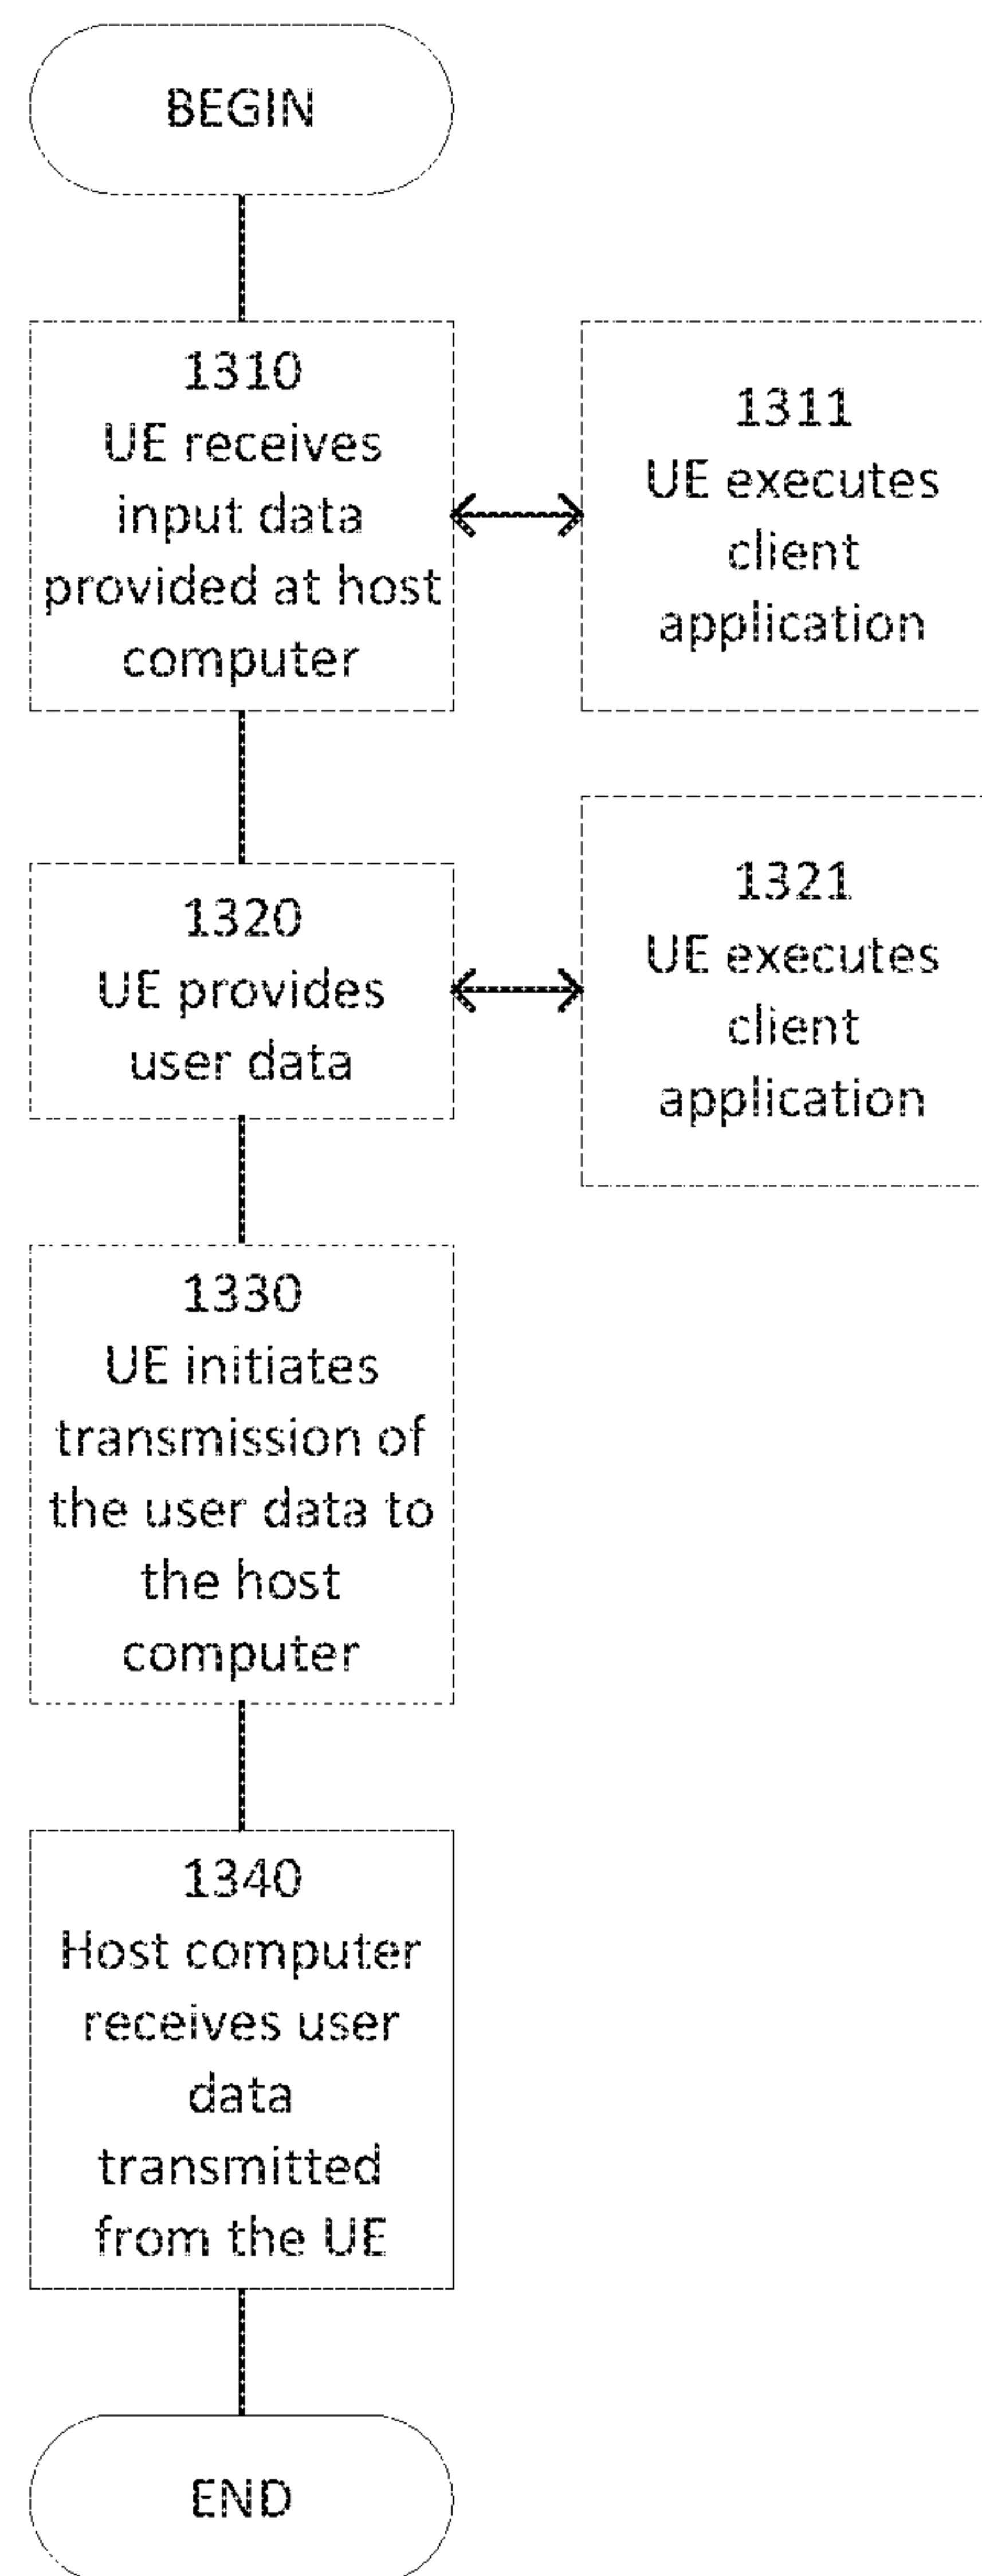 BEGIN
1310
UE receives
input data
provided at host
computer
1311
UE executes
client
application
1320
UE provides
user data
1321
UE executes
client
application
1330
UE initiates
transmission of
the user data to
the host
computer
1340
Host computer
receives user
data
transmitted
from the UE
END